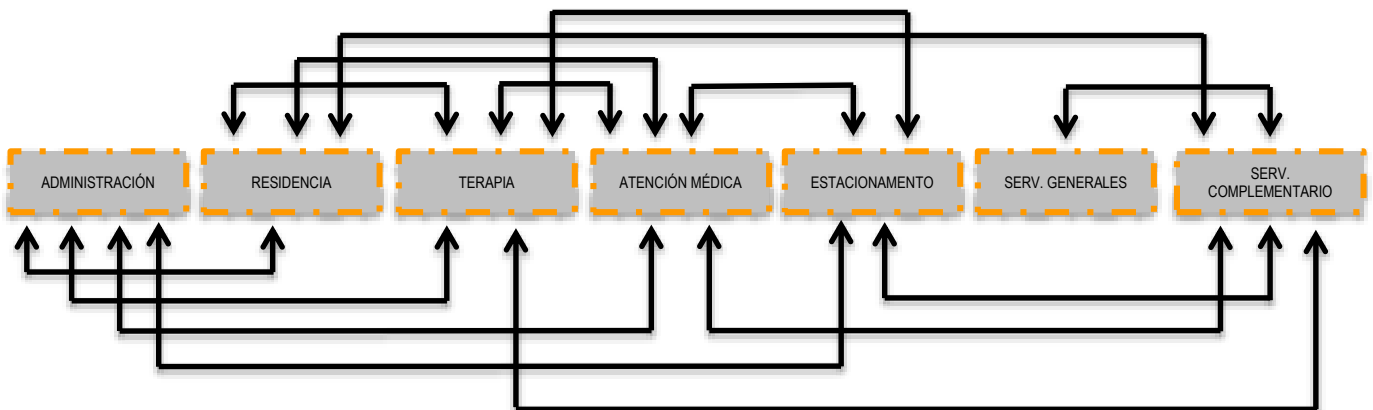 ADMINISTRACIÓN
RESIDENCIA
TERAPIA
ATENCIÓN MÉDICA
ESTACIONAMENTO
SERV. GENERALES
SERV.
COMPLEMENTARIO